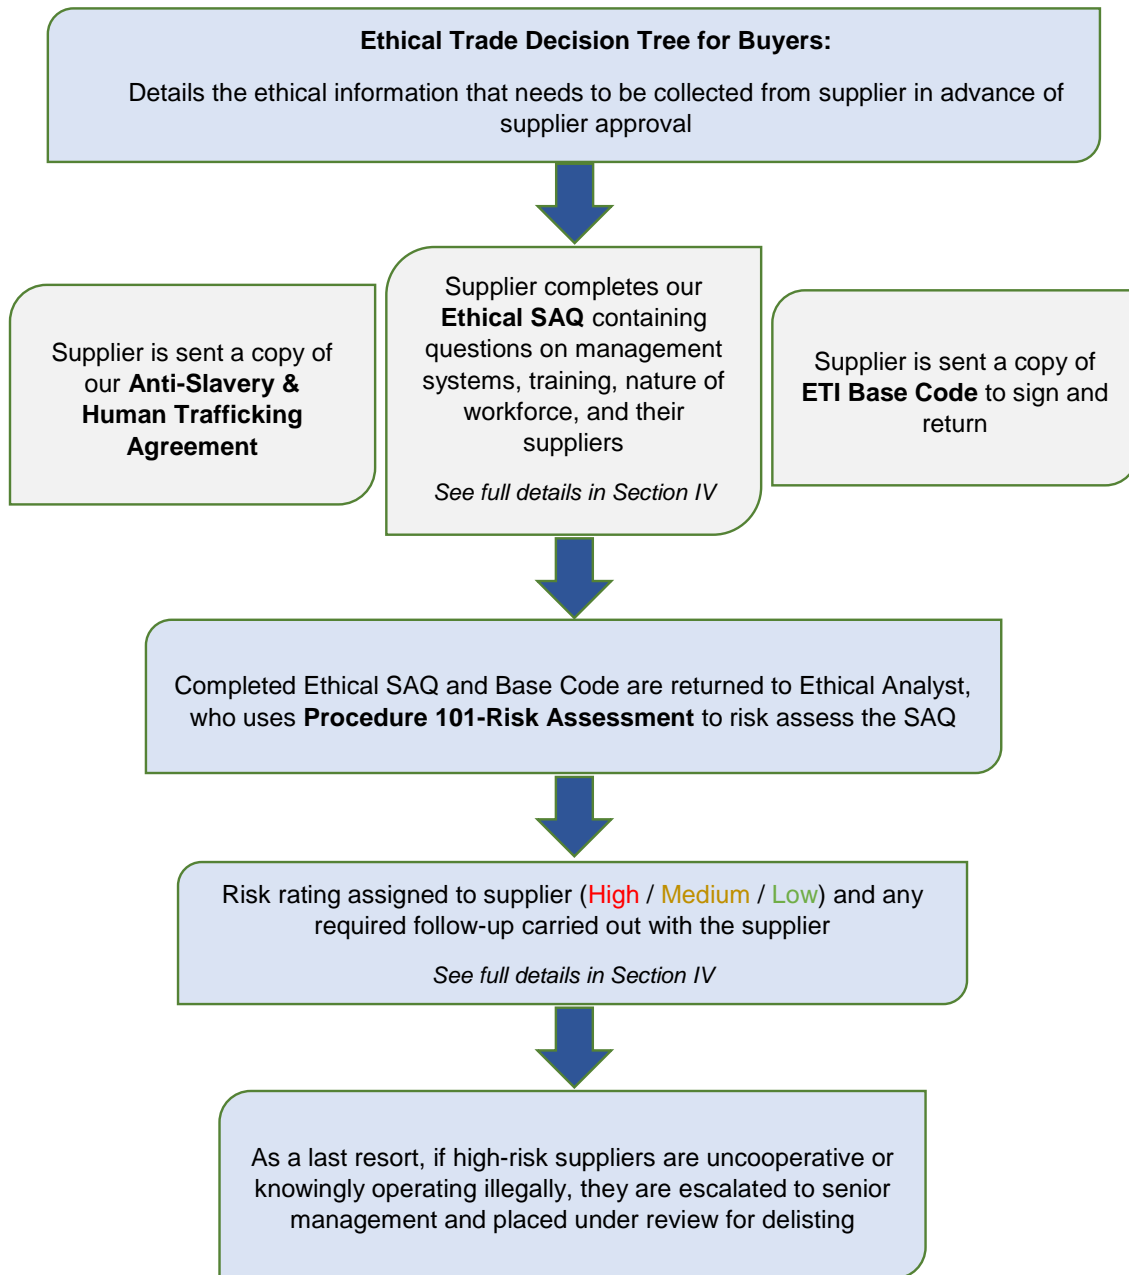 Ethical Trade Decision Tree for Buyers:
Details the ethical information that needs to be collected from supplier in advance of
supplier approval
Supplier is sent a copy of
our Anti-Slavery &
Human Trafficking
Agreement
Supplier completes our
Ethical SAQ containing
questions on management
systems, training, nature of
workforce, and their
suppliers
See full details in Section IV
Supplier is sent a copy of
ETI Base Code to sign and
return
Completed Ethical SAQ and Base Code are returned to Ethical Analyst,
who uses Procedure 101-Risk Assessment to risk assess the SAQ
Risk rating assigned to supplier (High / Medium / Low) and any
required follow-up carried out with the supplier
See full details in Section IV
As a last resort, if high-risk suppliers are uncooperative or
knowingly operating illegally, they are escalated to senior
management and placed under review for delisting